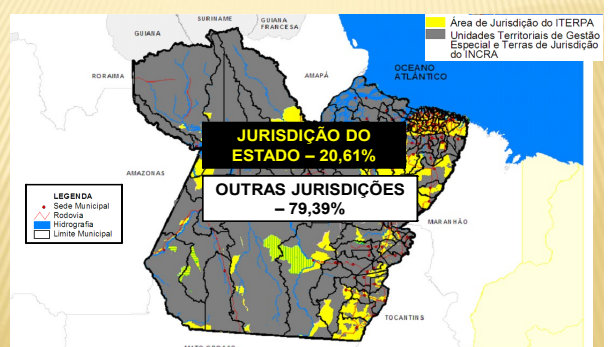 SURINAME
GUIANA
FRANCESA
GUIANA
Área de Jurisdição do ITERPA
Unidades Territoriais de Gestão
Especial e Terras de Jurisdição
do INCRA
RORAIMA
AMAPÁ
OCEANO
ATLÂNTICO
JURISDIÇÃO DO
ESTADO – 20,61%
AMAZONAS
OUTRAS JURISDIÇÕES
– 79,39%
LEGENDA
Sede Municipal
Rodovia
Hidrografia
Limite Municipal
MARANHÃO
TOCANTINS
MATO GROSSO